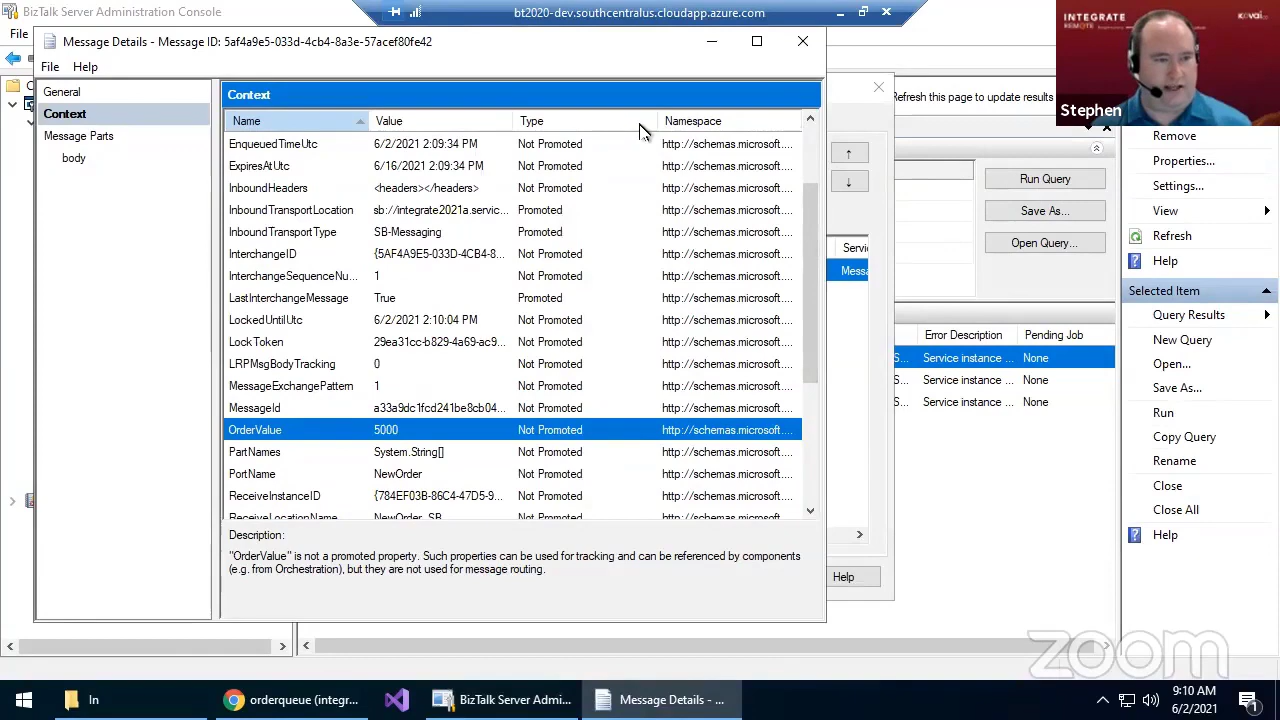 BizTalk Server Administration Console
bt2020-dev.southcentralus.cloudapp.azure.com
INTEGRATE
REMOTE
Stephen
File
Message Details - Message ID: 5af4a9e5-033d-4cb4-8a3e-57acef80fe42
File Help
General
Context
Message Parts
body
Context
Name Value Type Namespace
EnqueuedTimeUtc 6/2/2021 2:09:34 PM Not Promoted http://schemas.microsoft....
ExpiresAtUtc 6/16/2021 2:09:34 PM Not Promoted http://schemas.microsoft....
InboundHeaders <headers></headers> Not Promoted http://schemas.microsoft....
InboundTransportLocation sb://integrate2021a.servic... Promoted http://schemas.microsoft....
InboundTransportType SB-Messaging Promoted http://schemas.microsoft....
InterchangeID {5AF4A9E5-033D-4CB4-8... Not Promoted http://schemas.microsoft....
InterchangeSequenceNu... 1 Not Promoted http://schemas.microsoft....
LastInterchangeMessage True Promoted http://schemas.microsoft....
LockedUntilUtc 6/2/2021 2:10:04 PM Not Promoted http://schemas.microsoft....
LockToken 29ea31cc-b829-4a69-ac9... Not Promoted http://schemas.microsoft....
LRPMsgBodyTracking 0 Not Promoted http://schemas.microsoft....
MessageExchangePattern 1 Not Promoted http://schemas.microsoft....
MessageId a33a9dc1fcd241be8cb04... Not Promoted http://schemas.microsoft....
OrderValue 5000 Not Promoted http://schemas.microsoft....
PartNames System.String[] Not Promoted http://schemas.microsoft....
PortName NewOrder Not Promoted http://schemas.microsoft....
ReceiveInstanceID {784EF03B-86C4-47D5-9... Not Promoted http://schemas.microsoft....
ReceiveLocationName NewOrder_SB Not Promoted http://schemas.microsoft....
Description:
"OrderValue" is not a promoted property. Such properties can be used for tracking and can be referenced by components
(e.g. from Orchestration), but they are not used for message routing.
Help
Refresh this page to update results
Run Query
Save As...
Open Query...
Error Description Pending Job
Service instance ... None
Service instance ... None
Service instance ... None
Remove
Properties...
Settings...
View
Refresh
Help
Selected Item
Query Results
New Query
Open...
Save As...
Run
Copy Query
Rename
Close
Close All
Help
zoom
In
orderqueue (integr...
BizTalk Server Admi...
Message Details - ...
9:10 AM
6/2/2021
1